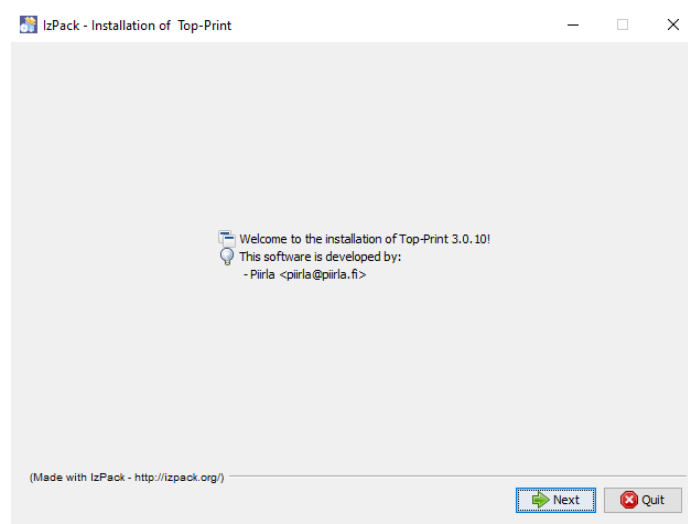 IzPack - Installation of  Top-Print
Welcome to the installation of Top-Print 3.0.10!
This software is developed by:
- Piirla <piirla@piirla.fi>
(Made with IzPack - http://izpack.org/)
Next
Quit